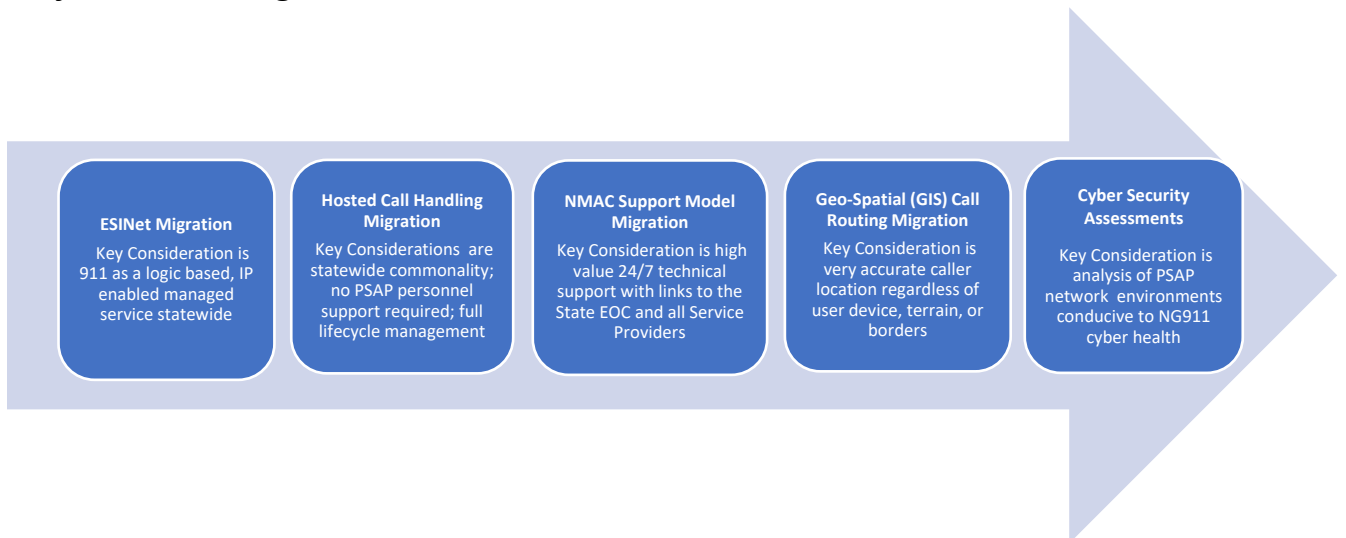 ESINet Migration
Key Consideration is
911 as a logic based, IP
enabled managed
service statewide
Hosted Call Handling
Migration
Key Considerations are
statewide commonality;
no PSAP personnel
support required; full
lifecycle management
NMAC Support Model
Migration
Key Consideration is high
value 24/7 technical
support with links to the
State EOC and all Service
Providers
Geo-Spatial (GIS) Call
Routing Migration
Key Consideration is
very accurate caller
location regardless of
user device, terrain, or
borders
Cyber Security
Assessments
Key Consideration is
analysis of PSAP
network environments
conducive to NG911
cyber health